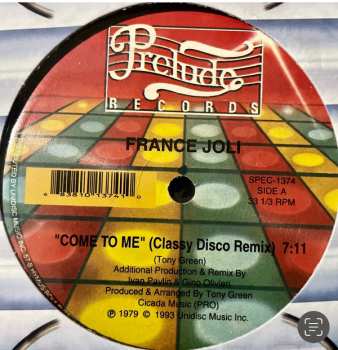 Prelude
RECORDS
FRANCE JOLI
SPEC-1374
SIDE A
33 1/3 RPM
"COME TO ME" (Classy Disco Remix) 7:11
(Tony Green)
Additional Production & Remix By
Ivan Pavlin & Gino Olivieri
Produced & Arranged By Tony Green
Cicada Music (PRO)
℗ 1979 © 1993 Unidisc Music Inc.